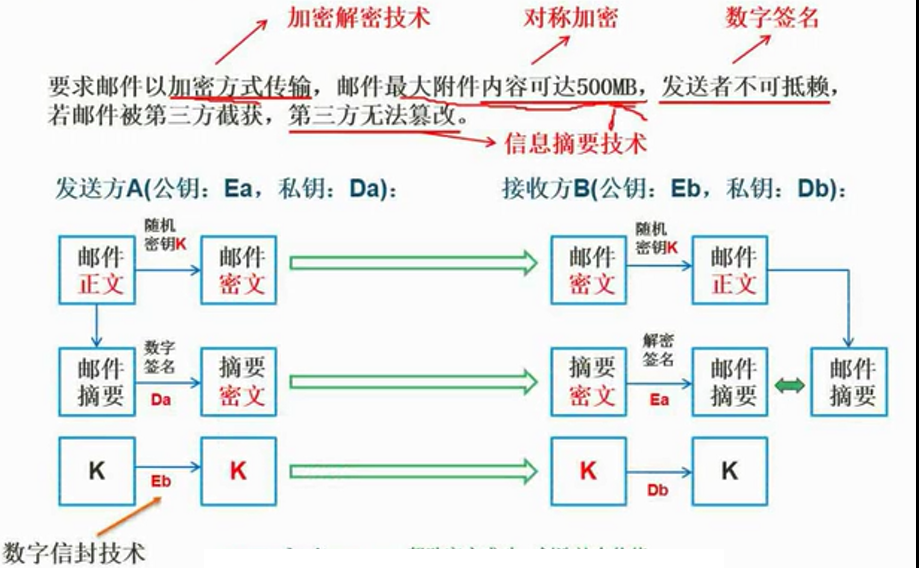 加密解密技术 对称加密 数字签名
要求邮件以加密方式传输，邮件最大附件内容可达500MB，发送者不可抵赖，
若邮件被第三方截获，第三方无法篡改。
信息摘要技术
发送方A(公钥：Ea，私钥：Da)： 接收方B(公钥：Eb，私钥：Db)：
随机
密钥K
邮件
正文
邮件
密文
随机
密钥K
邮件
密文
邮件
正文
数字
签名
Da
邮件
摘要
摘要
密文
解密
签名
Ea
摘要
密文
邮件
摘要
邮件
摘要
K
Eb
K
K
Db
K
数字信封技术